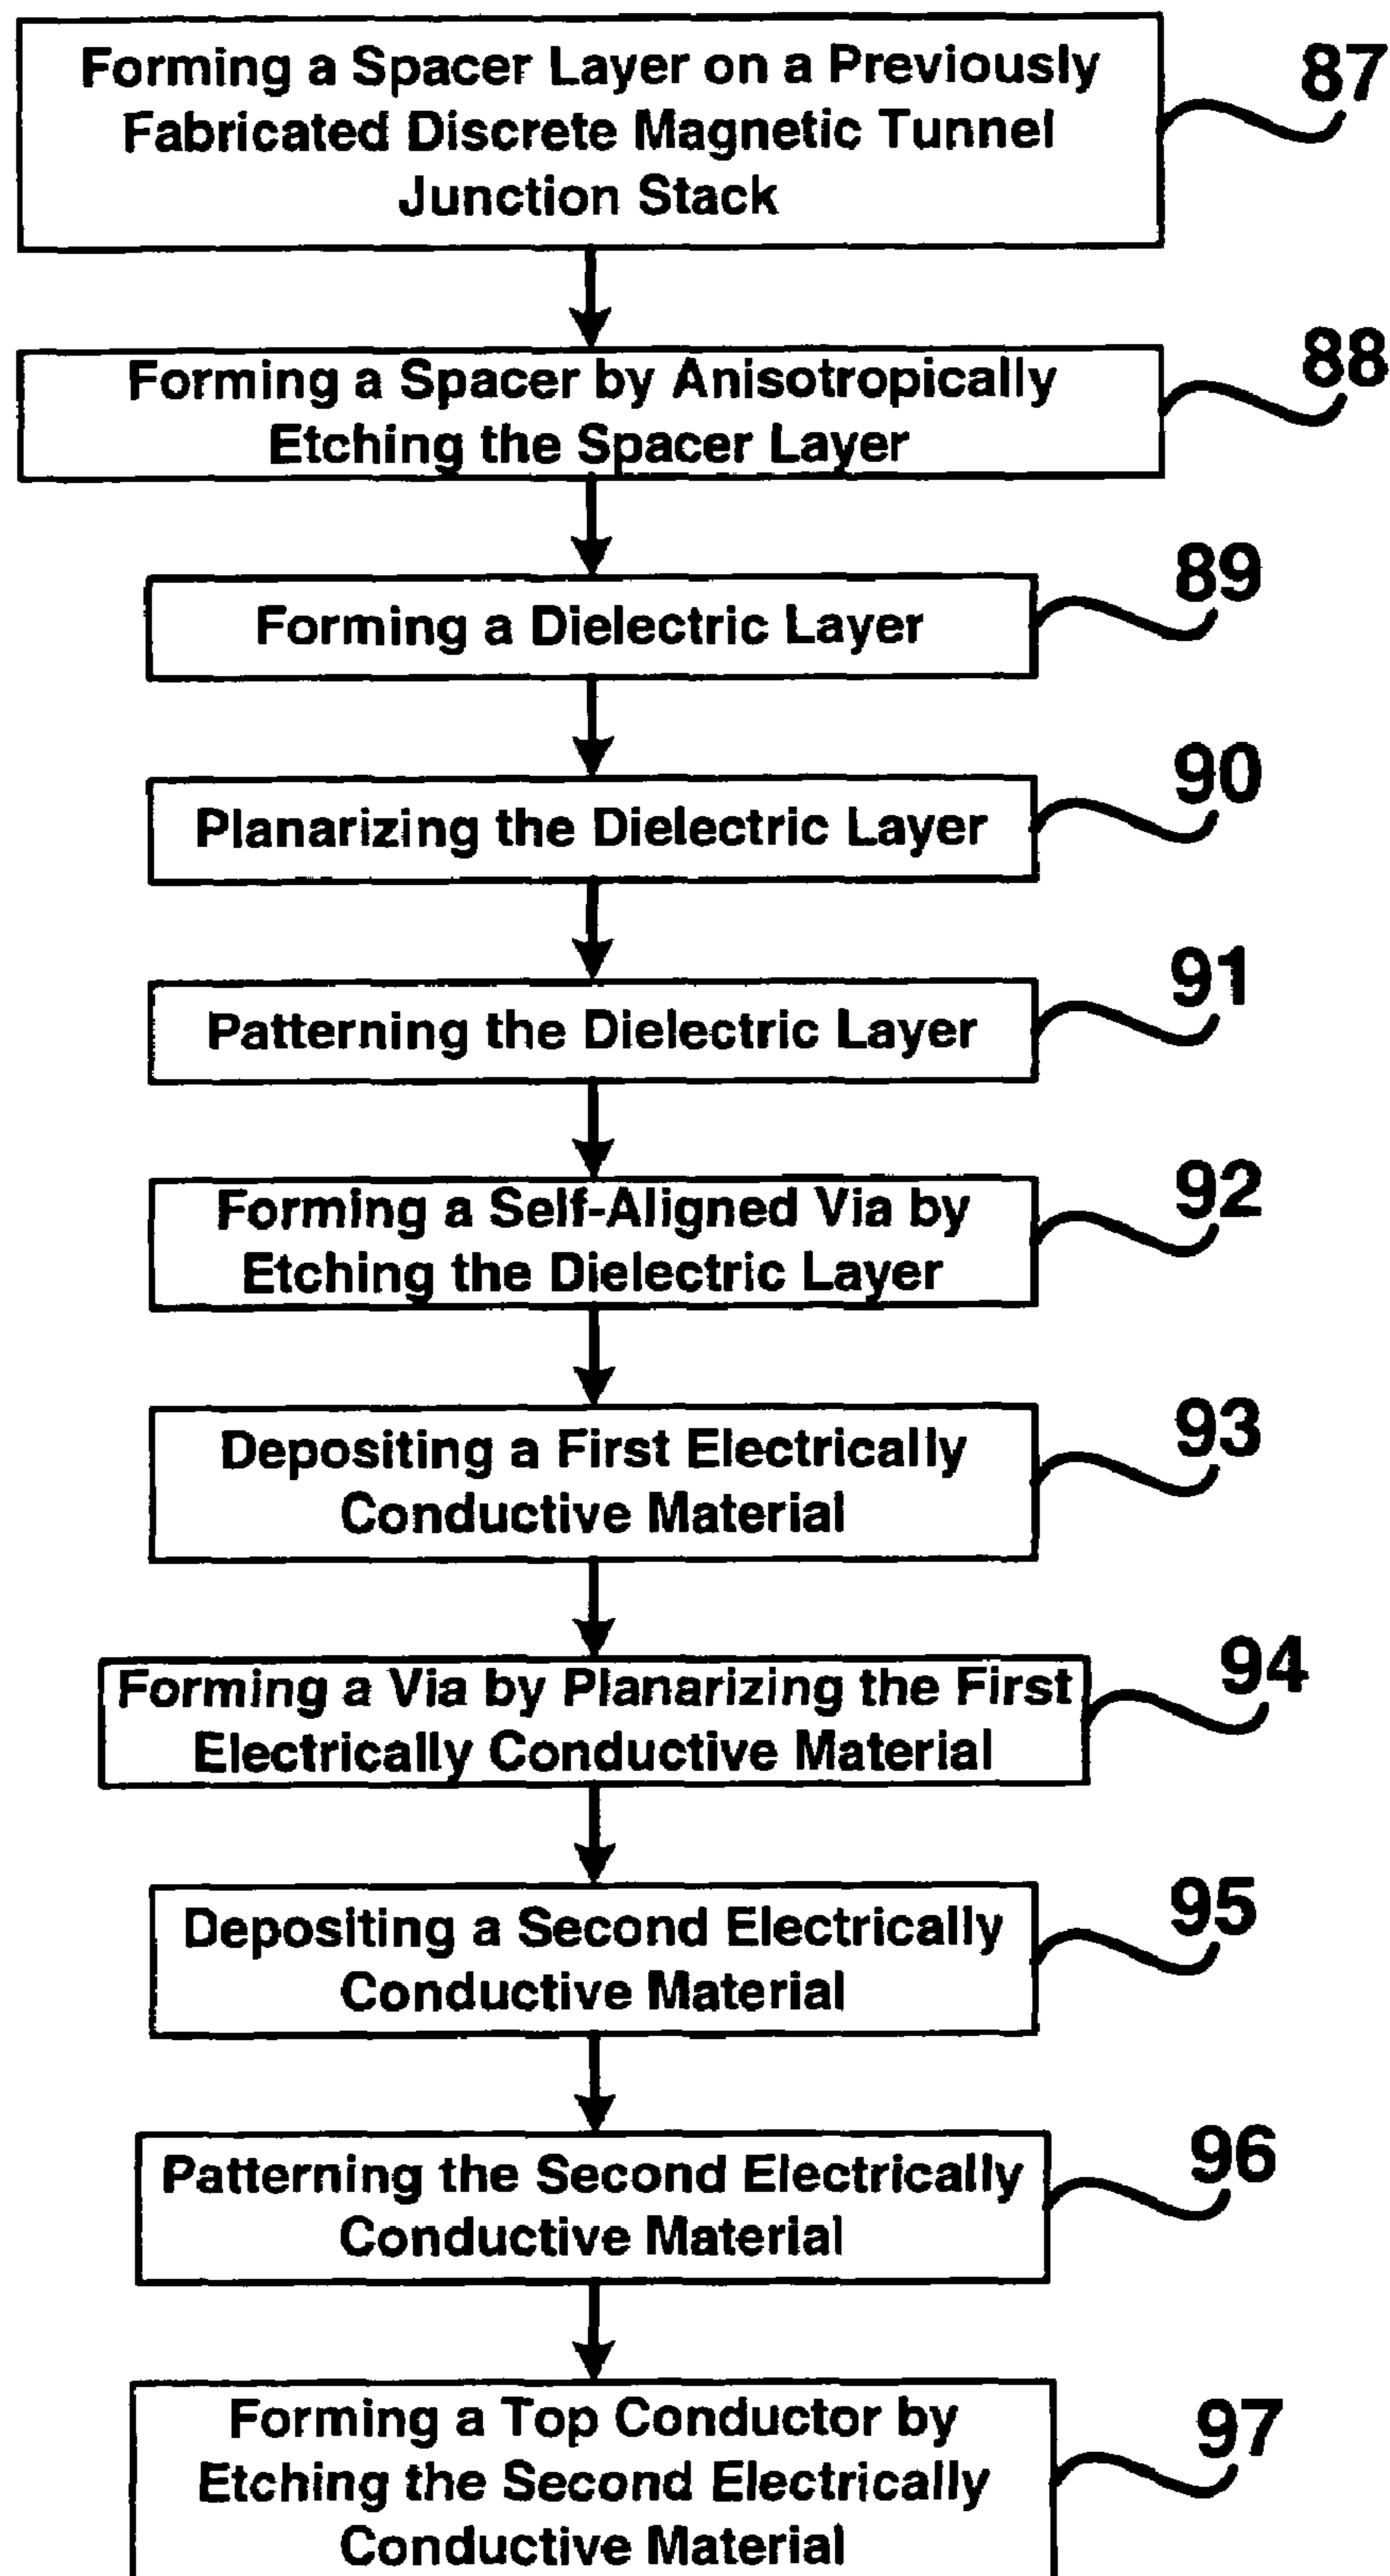 Forming a Spacer Layer on a Previously
Fabricated Discrete Magnetic Tunnel
Junction Stack
87
Forming a Spacer by Anisotropically
Etching the Spacer Layer
88
Forming a Dielectric Layer
89
Planarizing the Dielectric Layer
90
Patterning the Dielectric Layer
91
Forming a Self-Aligned Via by
Etching the Dielectric Layer
92
Depositing a First Electrically
Conductive Material
93
Forming a Via by Planarizing the First
Electrically Conductive Material
94
Depositing a Second Electrically
Conductive Material
95
Patterning the Second Electrically
Conductive Material
96
Forming a Top Conductor by
Etching the Second Electrically
Conductive Material
97